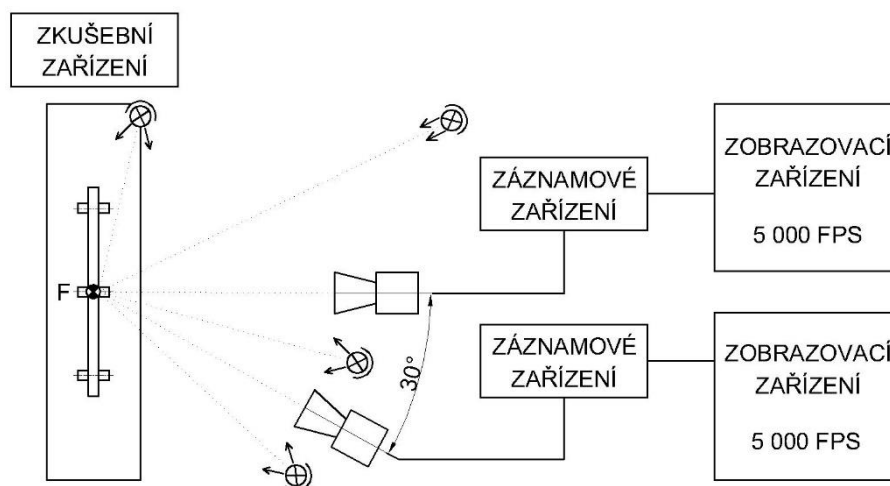 ZKUŠEBNÍ
ZAŘÍZENÍ
F
30°
ZÁZNAMOVÉ
ZAŘÍZENÍ
ZOBRAZOVACÍ
ZAŘÍZENÍ
5 000 FPS
ZÁZNAMOVÉ
ZAŘÍZENÍ
ZOBRAZOVACÍ
ZAŘÍZENÍ
5 000 FPS